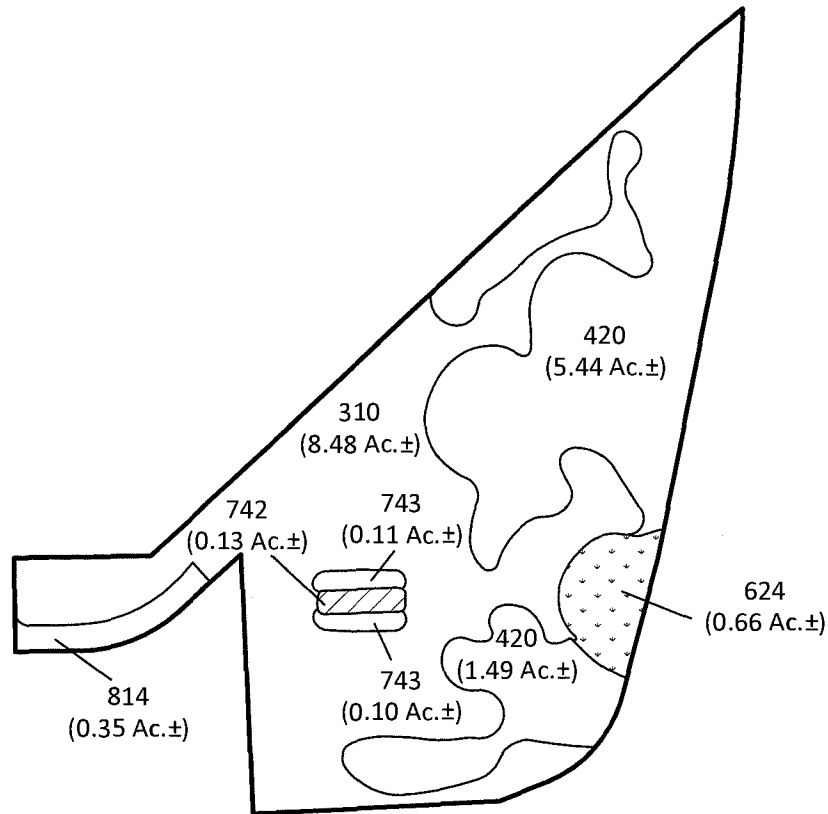 420
(5.44 Ac.±)
310
(8.48 Ac.±)
742
(0.13 Ac.±)
743
(0.11 Ac.±)
624
(0.66 Ac.±)
420
(1.49 Ac.±)
743
(0.10 Ac.±)
814
(0.35 Ac.±)